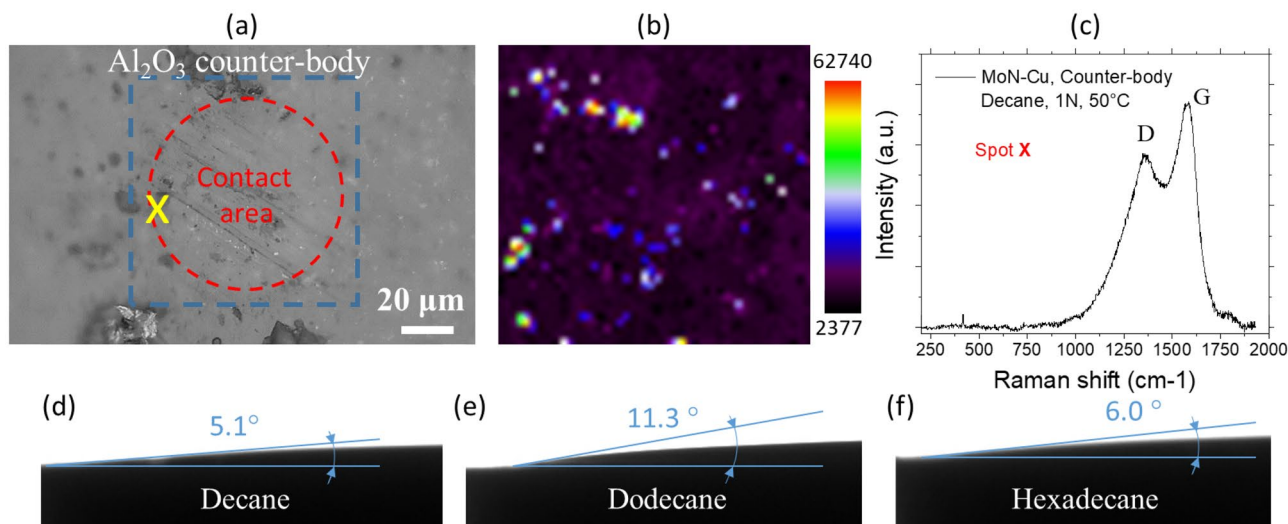 (a)
Al₂O₃ counter-body
Contact
area
X
20 µm
(b)
62740
2377
(c)
MoN-Cu, Counter-body
Decane, 1N, 50°C
Spot X
D
G
Intensity (a.u.)
250 500 750 1000 1250 1500 1750 2000
Raman shift (cm-1)
(d)
5.1°
Decane
(e)
11.3 °
Dodecane
(f)
6.0 °
Hexadecane